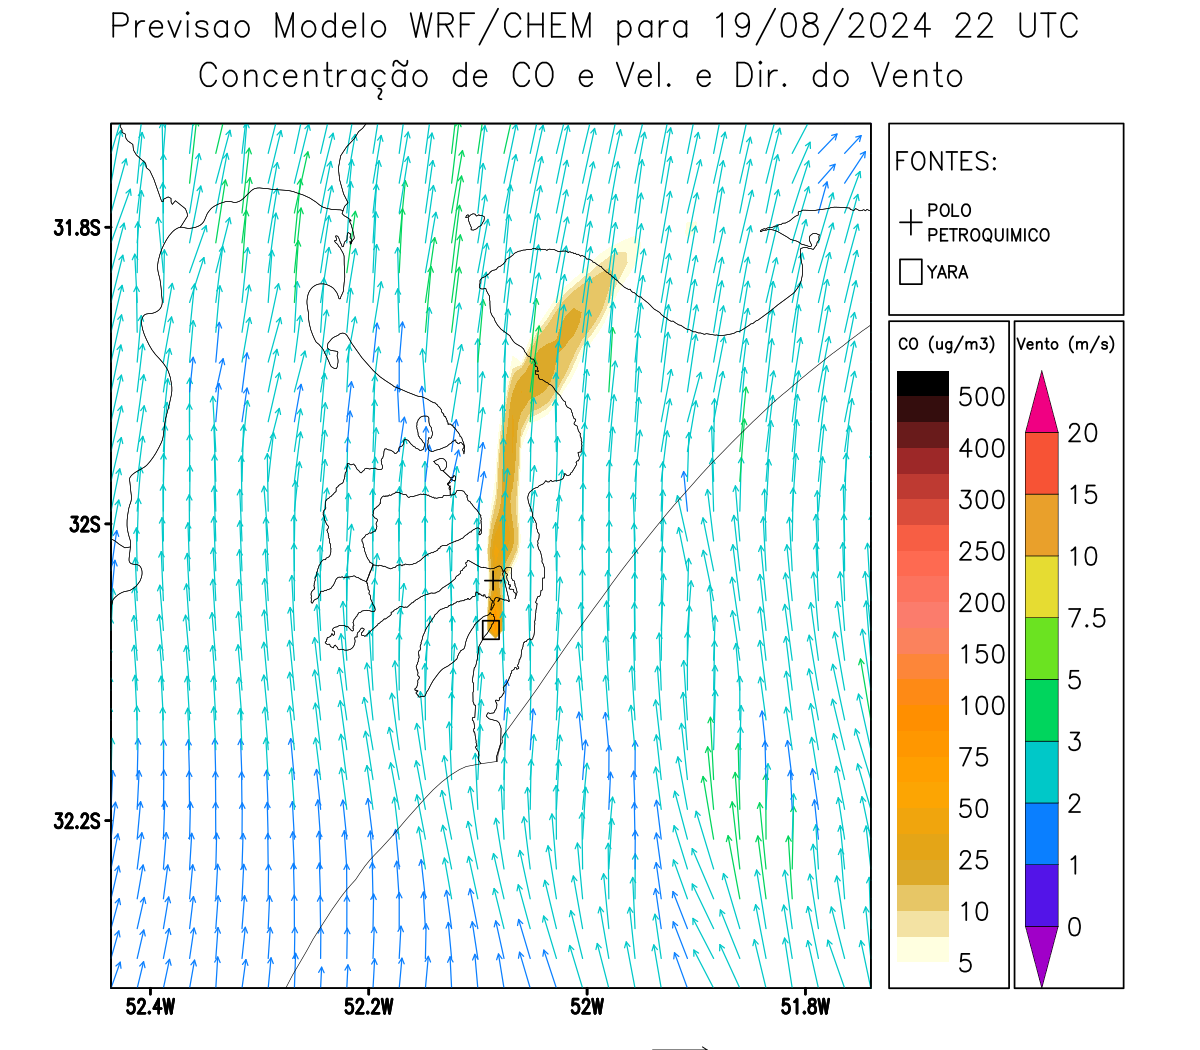 Previsao Modelo WRF/CHEM para 19/08/2024 22 UTC
Concentração de CO e Vel. e Dir. do Vento
FONTES:
POLO
PETROQUIMICO
YARA
31.8S
32S
32.2S
52.4W
52.2W
52W
51.8W
CO (ug/m3)
500
400
300
250
200
150
100
75
50
25
10
5
Vento (m/s)
20
15
10
7.5
5
3
2
1
0